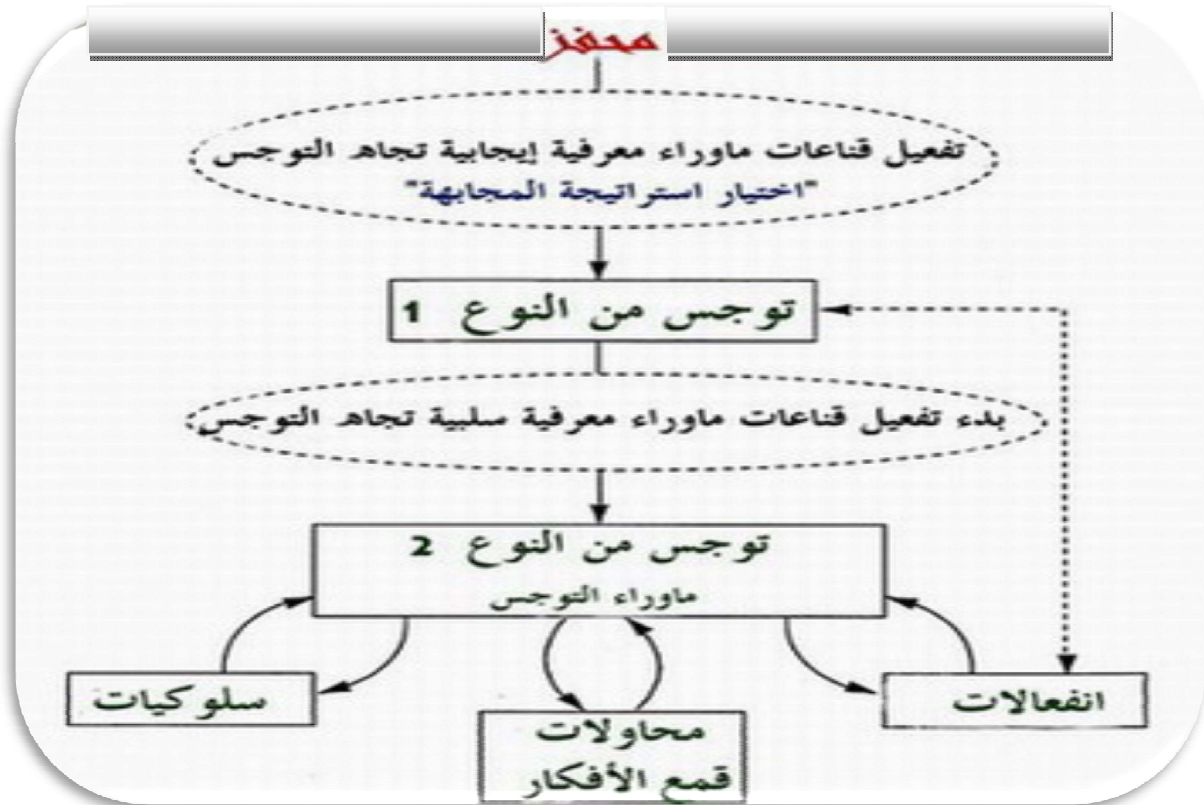 محفز
تفعيل قناعات ماوراء معرفية إيجابية تجاه التوجس
"اختيار استراتيجة المجابهة"
توجس من النوع 1
بدء تفعيل قناعات ماوراء معرفية سلبية تجاه التوجس
توجس من النوع 2
ماوراء التوجس
انفعالات
سلوكيات
محاولات
قمع الأفكار